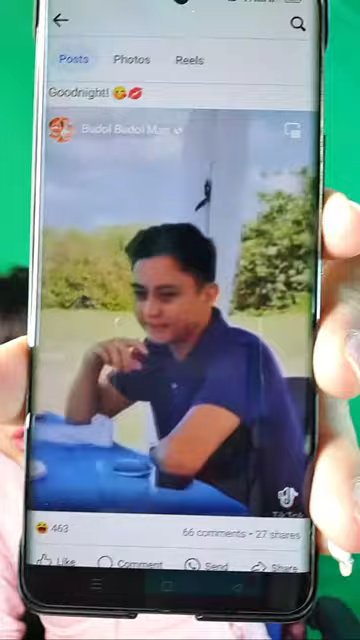 Posts Photos Reels
Goodnight!
Budol Budol Man
TikTok
463
66 comments • 27 shares
Like Comment Send Share